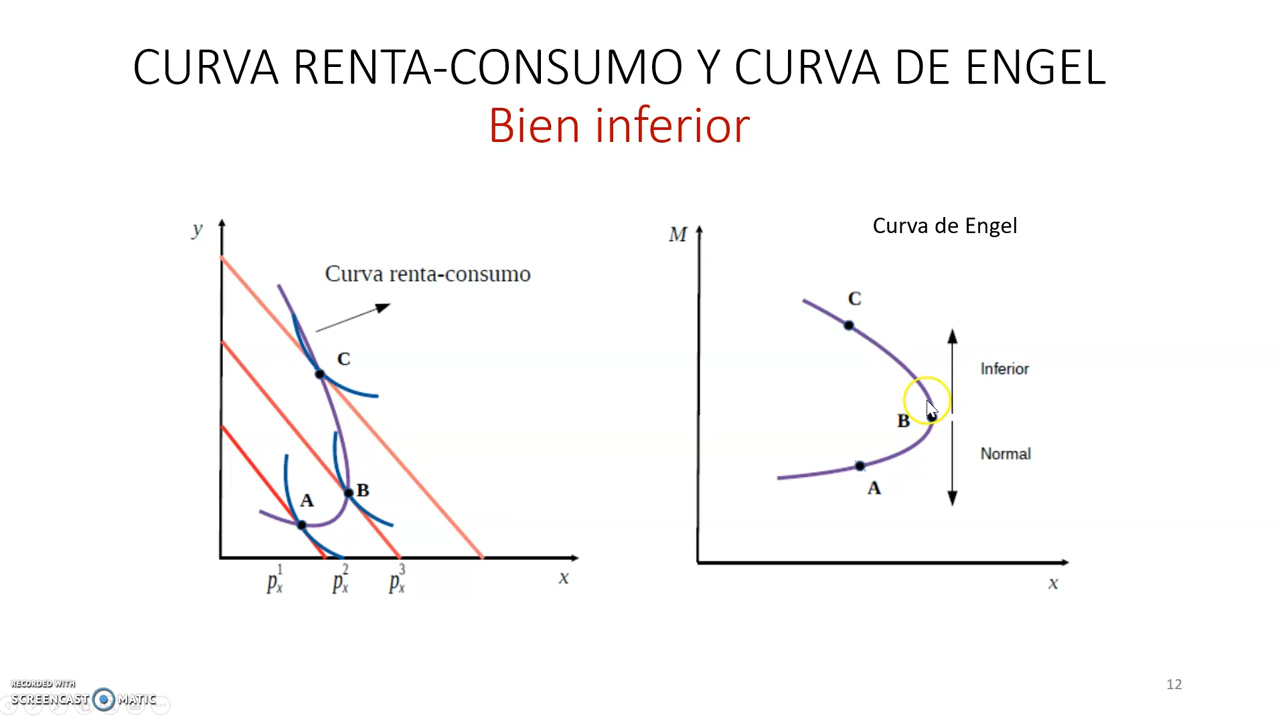 CURVA RENTA-CONSUMO Y CURVA DE ENGEL
Bien inferior
y
Curva renta-consumo
C
A
B
p_x^1
p_x^2
p_x^3
x
M
Curva de Engel
C
Inferior
B
Normal
A
x
RECORDED WITH
SCREENCAST MATIC
12